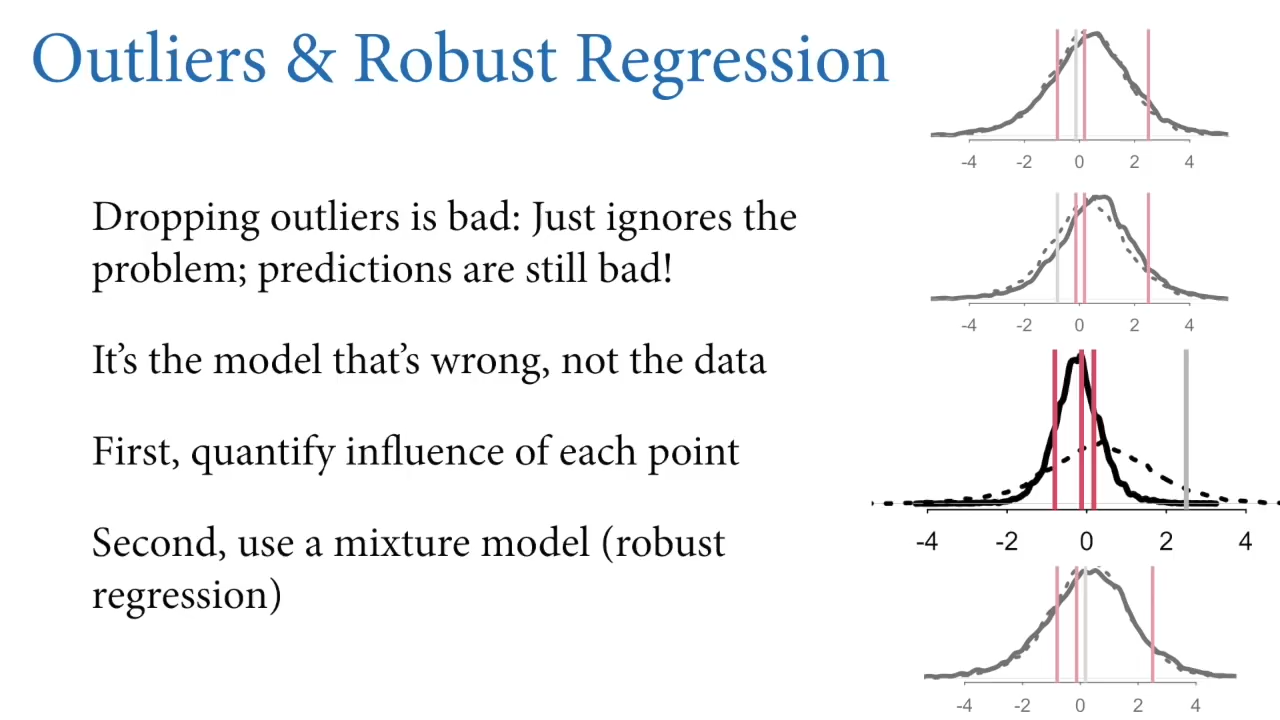 Outliers & Robust Regression
Dropping outliers is bad: Just ignores the
problem; predictions are still bad!
It’s the model that’s wrong, not the data
First, quantify influence of each point
Second, use a mixture model (robust
regression)
-4 -2 0 2 4
-4 -2 0 2 4
-4 -2 0 2 4
-4 -2 0 2 4